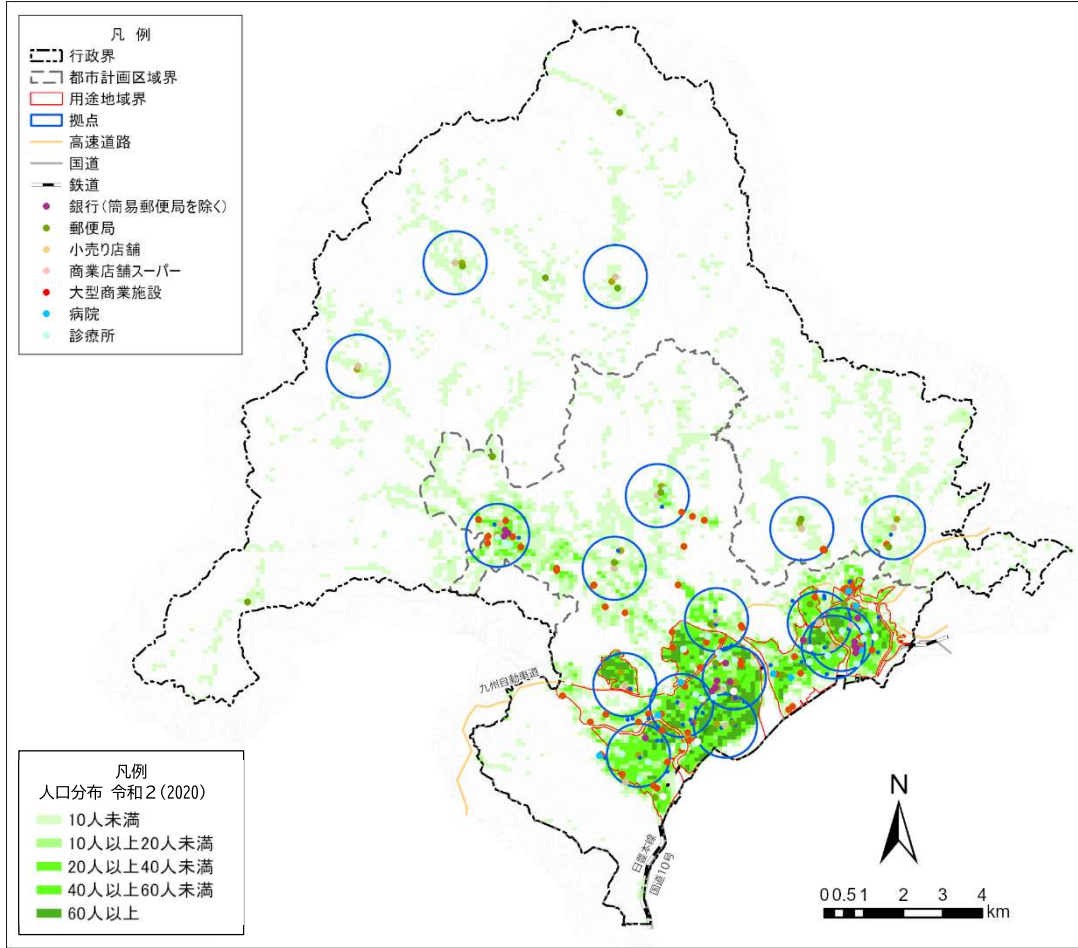 凡 例
行政界
都市計画区域界
用途地域界
拠点
高速道路
国道
鉄道
銀行(簡易郵便局を除く)
郵便局
小売り店舗
商業店舗スーパー
大型商業施設
病院
診療所
九州自動車道
日豊本線
国道10号
凡例
人口分布 令和2(2020)
10人未満
10人以上20人未満
20人以上40人未満
40人以上60人未満
60人以上
N
0 0.5 1 2 3 4
km